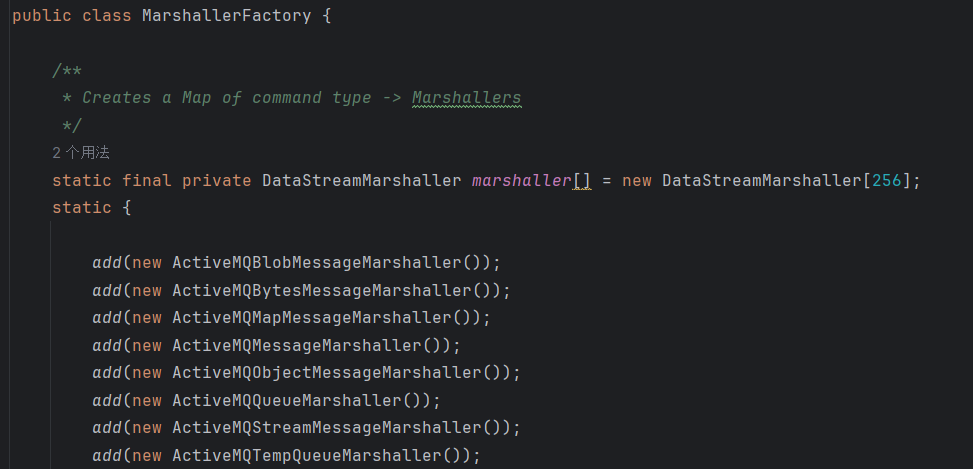 public class MarshallerFactory {
/**
* Creates a Map of command type -> Marshallers
*/
2 个用法
static final private DataStreamMarshaller marshaller[] = new DataStreamMarshaller[256];
static {
add(new ActiveMQBlobMessageMarshaller());
add(new ActiveMQBytesMessageMarshaller());
add(new ActiveMQMapMessageMarshaller());
add(new ActiveMQMessageMarshaller());
add(new ActiveMQObjectMessageMarshaller());
add(new ActiveMQQueueMarshaller());
add(new ActiveMQStreamMessageMarshaller());
add(new ActiveMQTempQueueMarshaller());